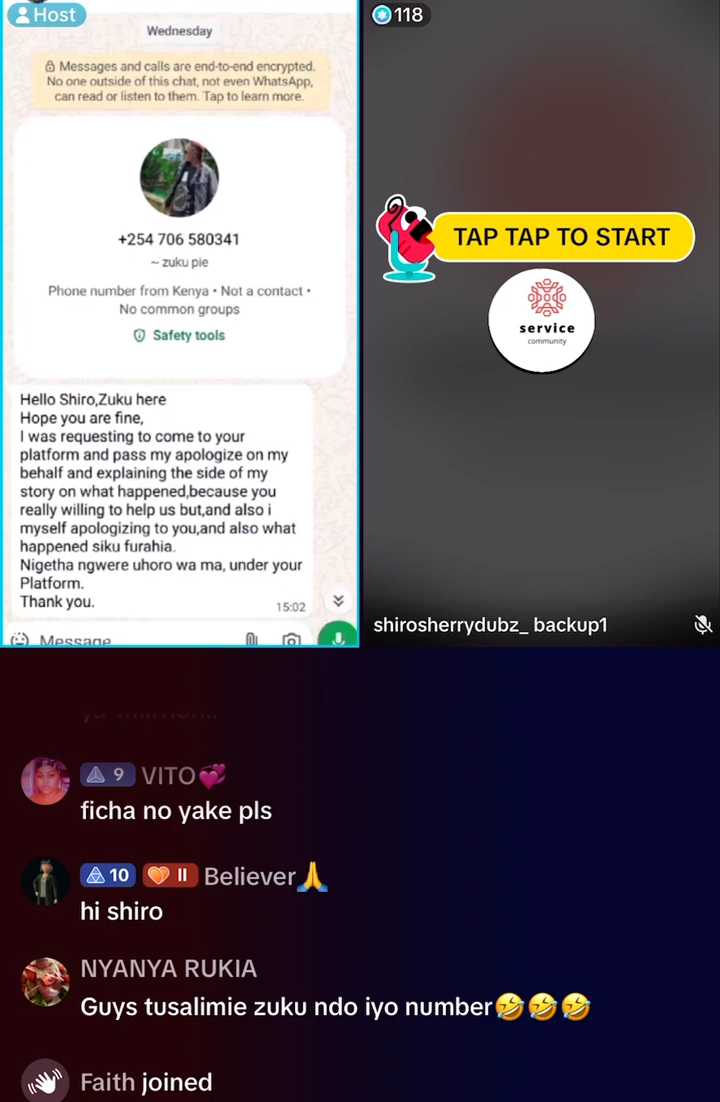 Host
Wednesday
Messages and calls are end-to-end encrypted.
No one outside of this chat, not even WhatsApp,
can read or listen to them. Tap to learn more.
+254 706 580341
~ zuku pie
Phone number from Kenya • Not a contact •
No common groups
Safety tools
Hello Shiro,Zuku here
Hope you are fine,
I was requesting to come to your
platform and pass my apologize on my
behalf and explaining the side of my
story on what happened,because you
really willing to help us but,and also i
myself apologizing to you,and also what
happened siku furahia.
Nigetha ngwere uhoro wa ma, under your
Platform.
Thank you.
15:02
Message
118
TAP TAP TO START
service
community
shirosherrydubz_ backup1
9 VITO💞
ficha no yake pls
10 II Believer🙏
hi shiro
NYANYA RUKIA
Guys tusalimie zuku ndo iyo number🤣🤣🤣
Faith joined